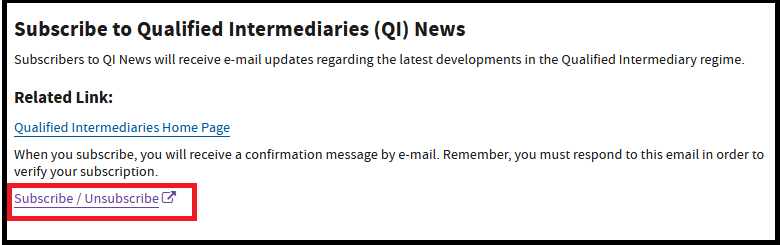 Subscribe to Qualified Intermediaries (QI) News
Subscribers to QI News will receive e-mail updates regarding the latest developments in the Qualified Intermediary regime.
Related Link:
Qualified Intermediaries Home Page
When you subscribe, you will receive a confirmation message by e-mail. Remember, you must respond to this email in order to
verify your subscription.
Subscribe / Unsubscribe